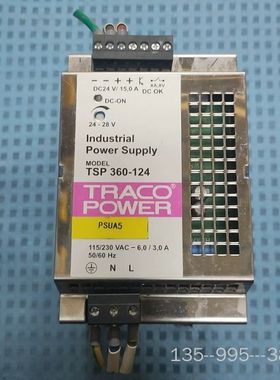 − − + + DC OK
DC24 V/ 15,0 A
DC-ON
24 - 28 V
Industrial
Power Supply
MODEL
TSP 360-124
TRACO
POWER
PSUA5
115/230 VAC – 6,0 / 3,0 A
50/60 Hz
N L